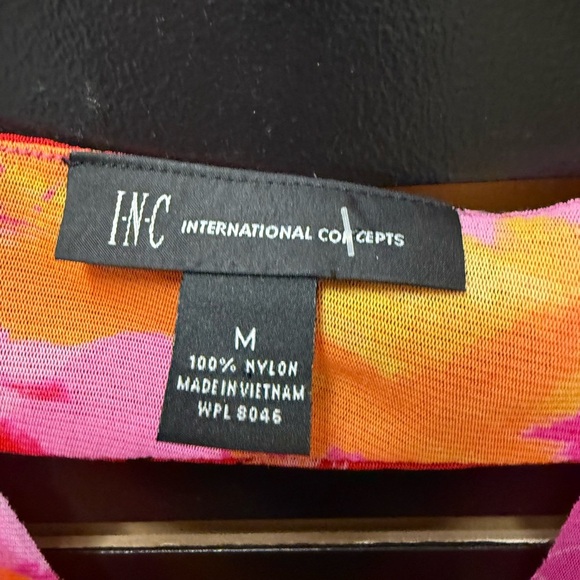 I·N·C INTERNATIONAL CONCEPTS
M
100% NYLON
MADE IN VIETNAM
WPL 8046